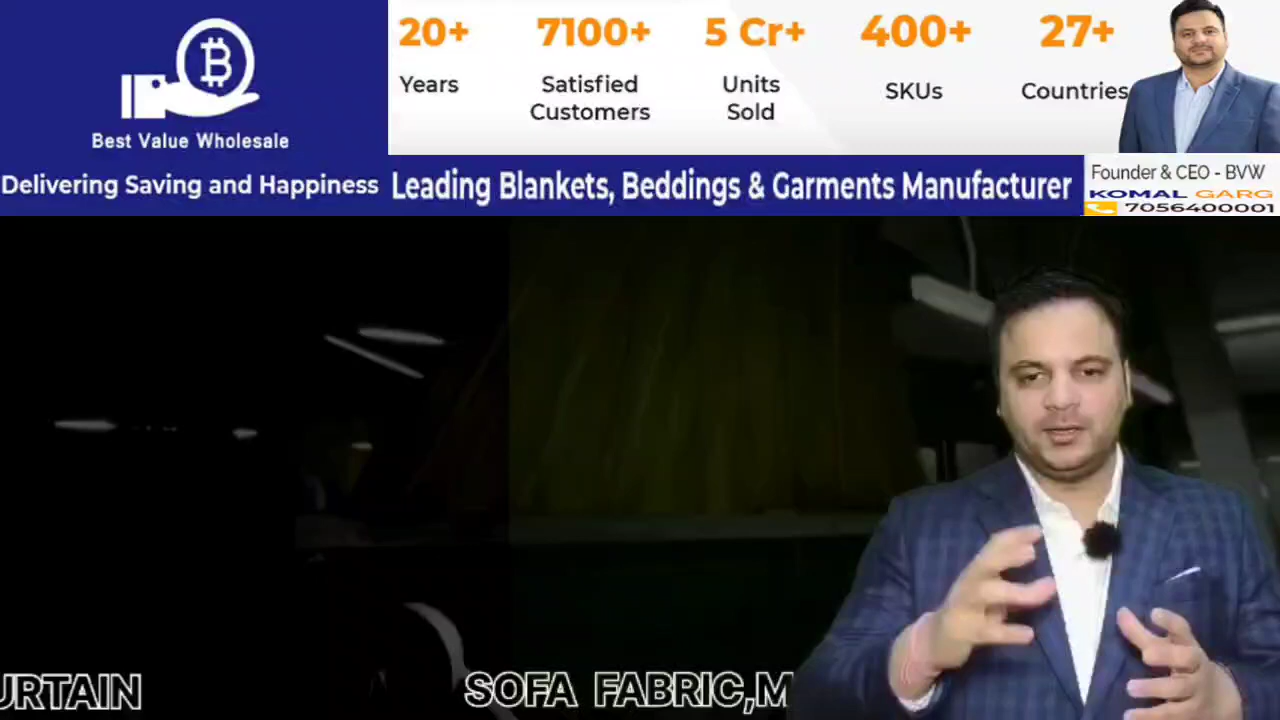 Best Value Wholesale
Delivering Saving and Happiness
20+
Years
7100+
Satisfied
Customers
5 Cr+
Units
Sold
400+
SKUs
27+
Countries
Leading Blankets, Beddings & Garments Manufacturer
Founder & CEO - BVW
KOMAL GARG
7056400001
URTAIN
SOFA FABRIC,M